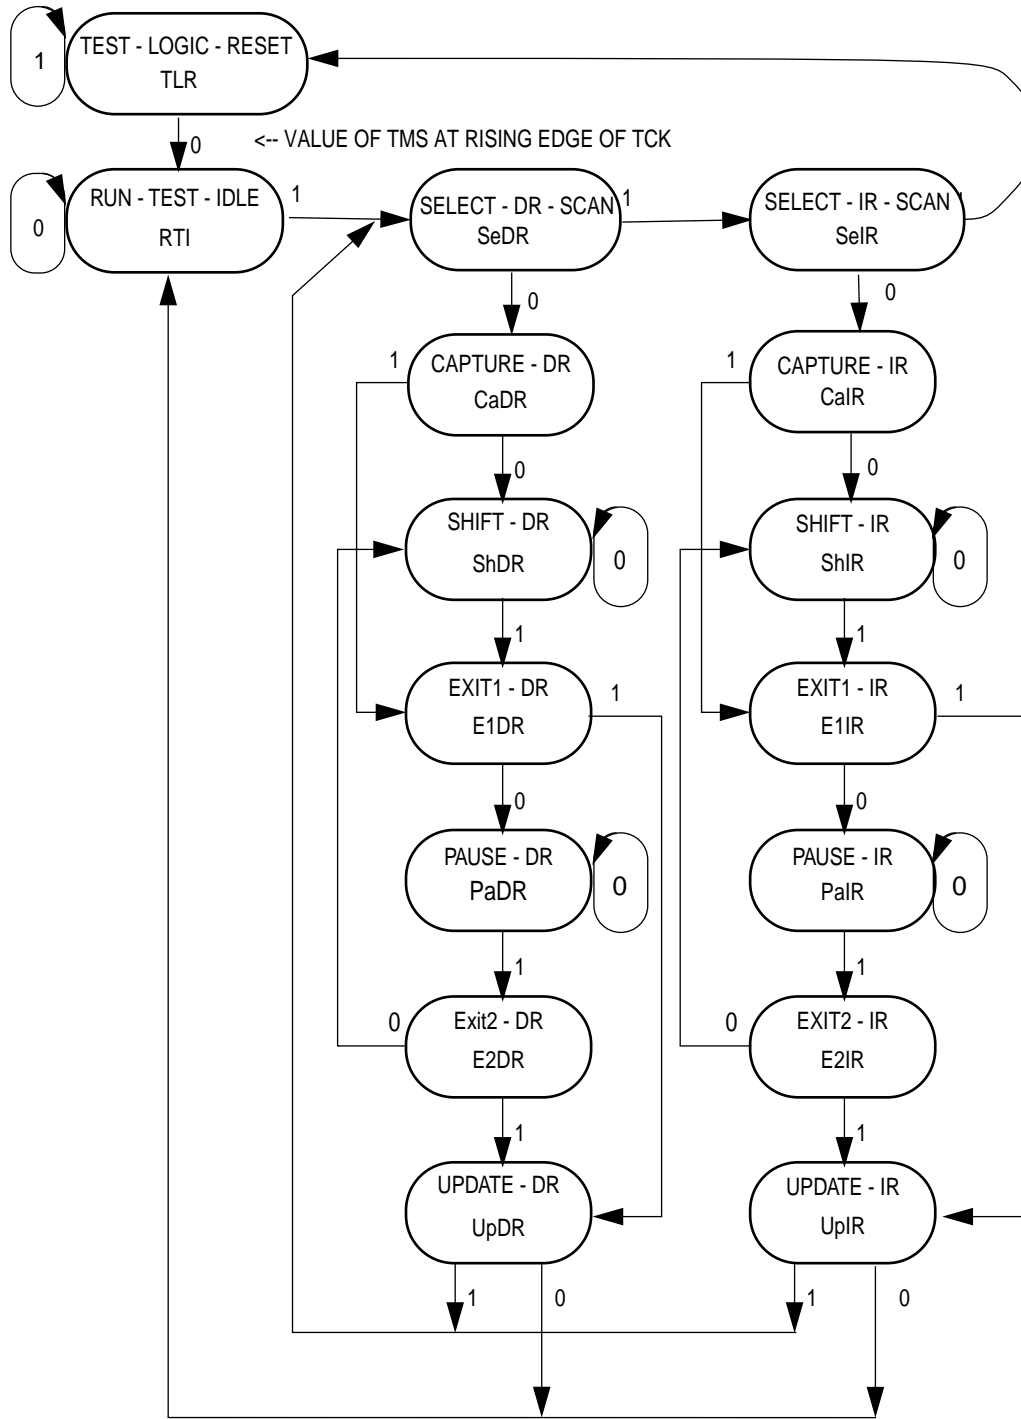 TEST - LOGIC - RESET
1
TLR
0
<-- VALUE OF TMS AT RISING EDGE OF TCK
RUN - TEST - IDLE
1
0
RTI
SELECT - DR - SCAN
1
SeDR
SELECT - IR - SCAN
1
SeIR
0
0
1
CAPTURE - DR
CaDR
1
CAPTURE - IR
CaIR
0
0
SHIFT - DR
ShDR
0
SHIFT - IR
ShIR
0
1
1
EXIT1 - DR
1
E1DR
EXIT1 - IR
1
E1IR
0
0
PAUSE - DR
PaDR
0
PAUSE - IR
PaIR
0
1
1
0
Exit2 - DR
E2DR
0
EXIT2 - IR
E2IR
1
1
UPDATE - DR
UpDR
UPDATE - IR
UpIR
1
0
1
0